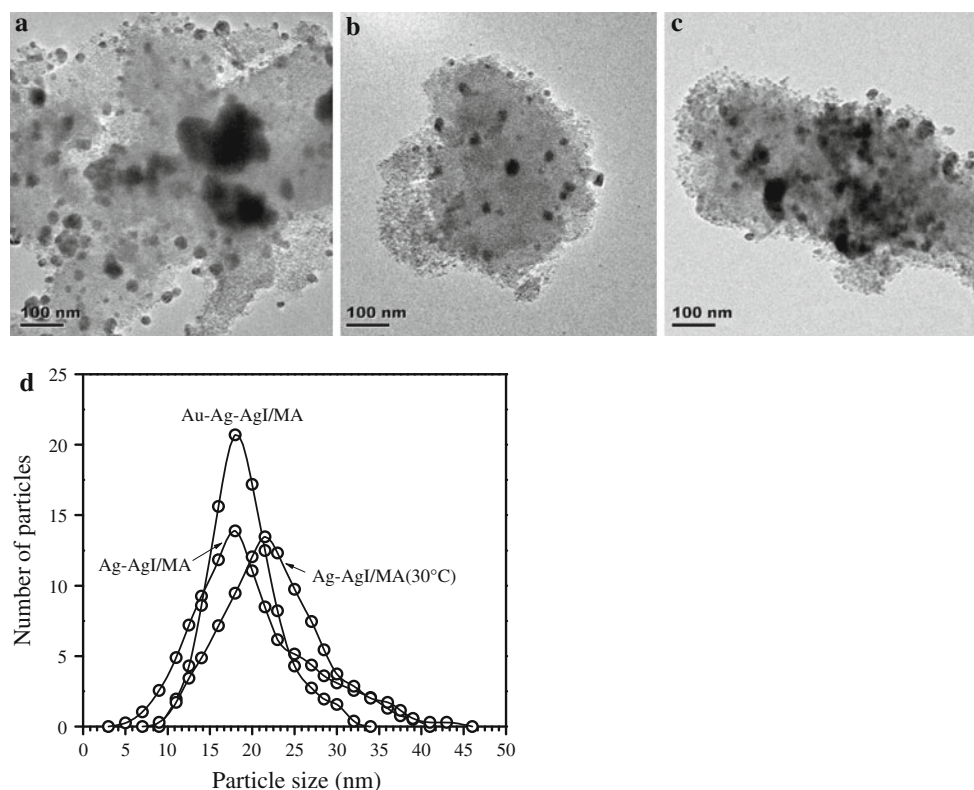 a
b
c
100 nm
100 nm
100 nm
d
25
20
15
10
5
0
Number of particles
Au-Ag-AgI/MA
Ag-AgI/MA
Ag-AgI/MA(30°C)
0 5 10 15 20 25 30 35 40 45 50
Particle size (nm)